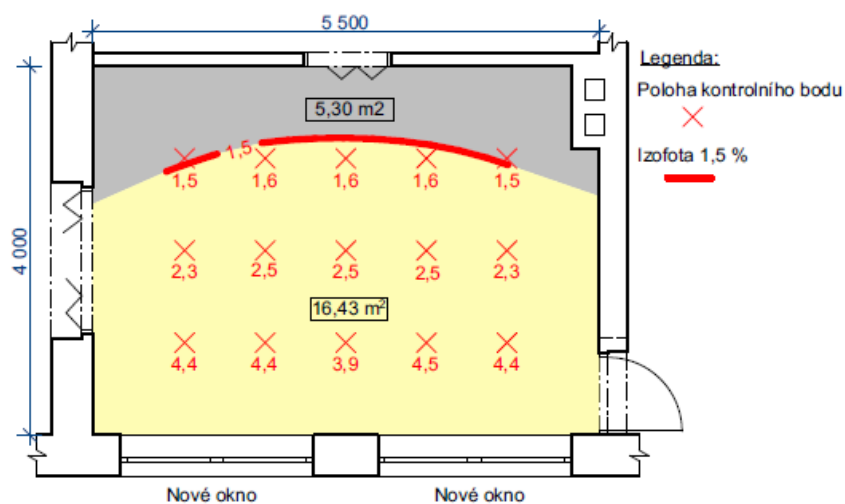 5 500
Legenda:
Poloha kontrolního bodu
5,30 m2
Izofota 1,5 %
1,5
1,5 1,6 1,6 1,6 1,5
4 000
2,3 2,5 2,5 2,5 2,3
16,43 m²
4,4 4,4 3,9 4,5 4,4
Nové okno Nové okno